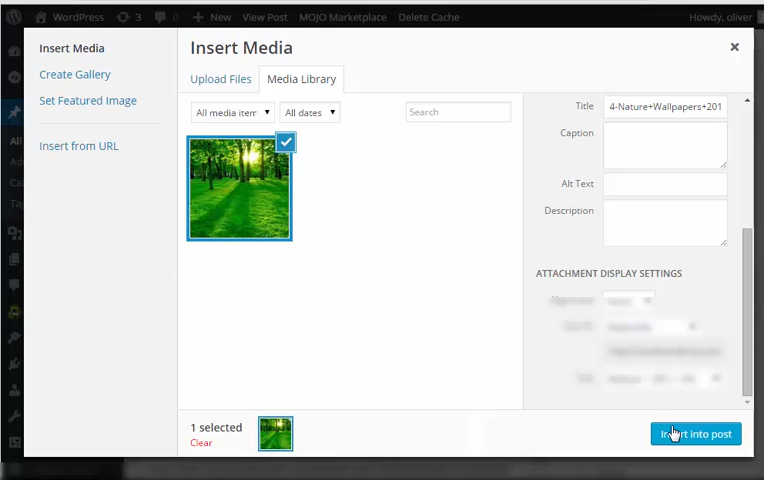 WordPress 3 0 + New View Post MOJO Marketplace Delete Cache Howdy, oliver
Insert Media
Create Gallery
Set Featured Image
Insert from URL
Insert Media
Upload Files Media Library
All media item All dates Search
Title 4-Nature+Wallpapers+201
Caption
Alt Text
Description
ATTACHMENT DISPLAY SETTINGS
1 selected
Clear
Insert into post
All